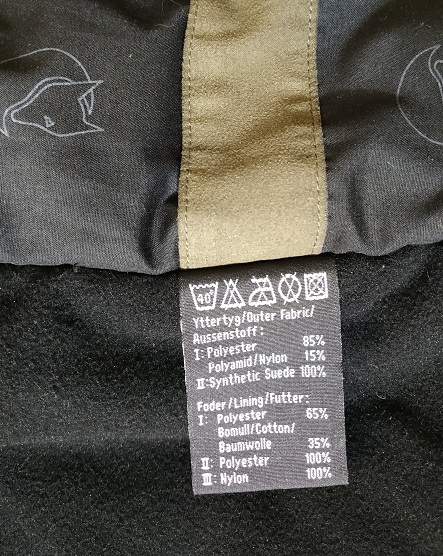 40°
Yttertyg/Outer Fabric/
Aussenstoff:
I: Polyester 85%
Polyamid/Nylon 15%
II: Synthetic Suede 100%
Foder/Lining/Futter:
I: Polyester 65%
Bomull/Cotton/
Baumwolle 35%
II: Polyester 100%
III: Nylon 100%